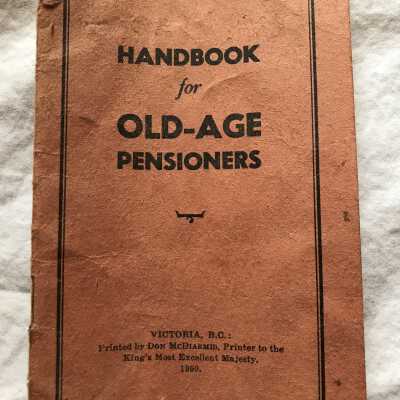 HANDBOOK
for
OLD-AGE
PENSIONERS
VICTORIA, B.C.:
Printed by DON McDIARMID, Printer to the
King's Most Excellent Majesty.
1950.